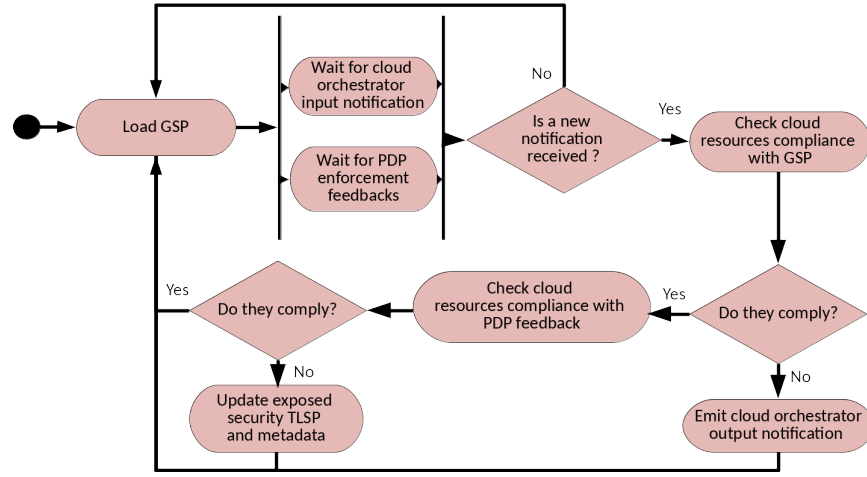 Load GSP
Wait for cloud
orchestrator
input notification
Wait for PDP
enforcement
feedbacks
No
Is a new
notification
received ?
Yes
Check cloud
resources compliance
with GSP
Do they comply?
Yes
Check cloud
resources compliance with
PDP feedback
Do they comply?
Yes
No
Update exposed
security TLSP
and metadata
No
Emit cloud orchestrator
output notification